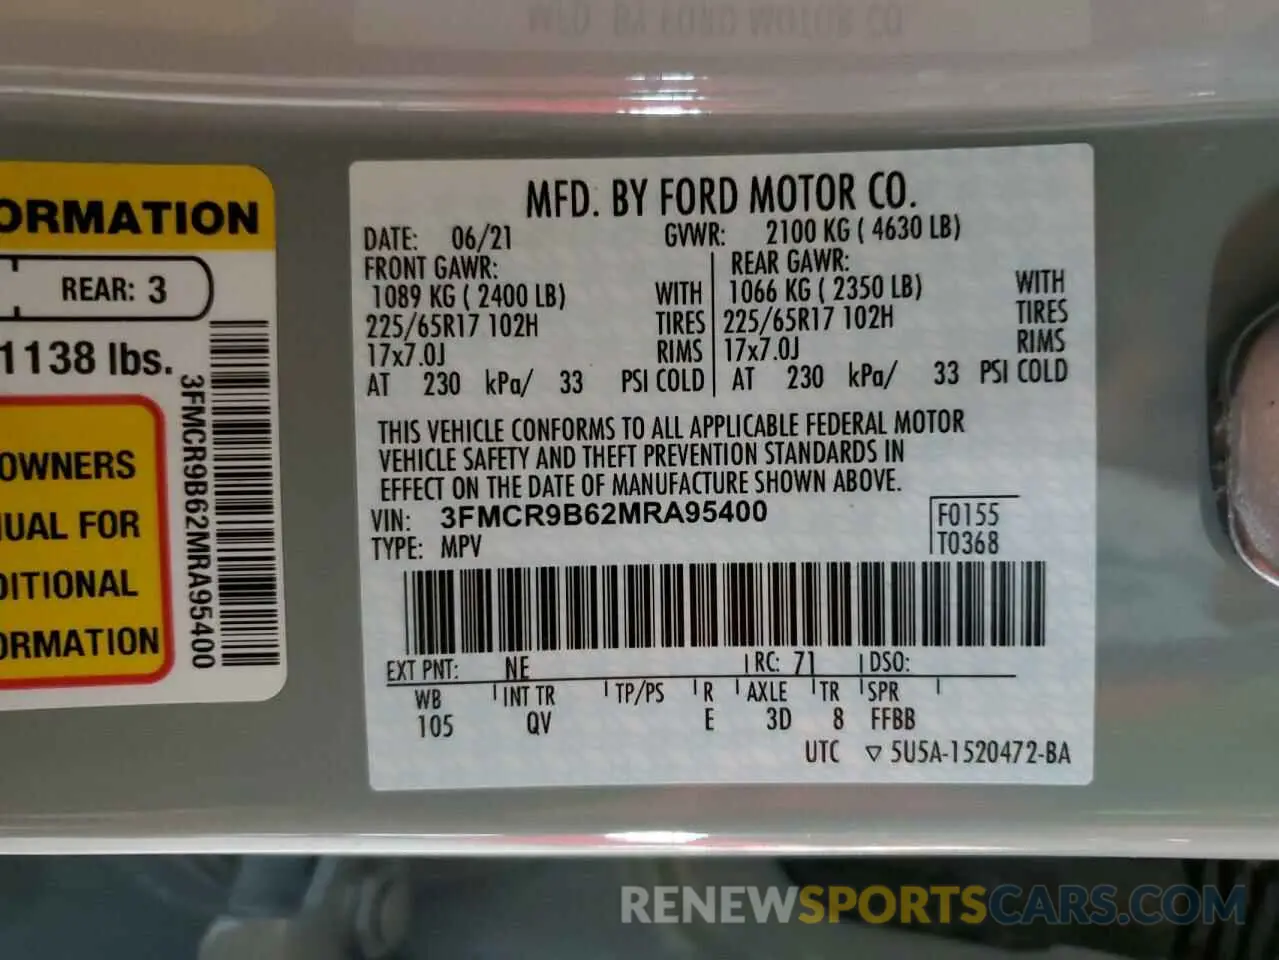 ORMATION
REAR: 3
1138 lbs.
OWNERS
UAL FOR
DITIONAL
ORMATION
3FMCR9B62MRA95400
MFD. BY FORD MOTOR CO.
DATE: 06/21 GVWR: 2100 KG ( 4630 LB)
FRONT GAWR: REAR GAWR:
1089 KG ( 2400 LB) WITH 1066 KG ( 2350 LB) WITH
225/65R17 102H TIRES 225/65R17 102H TIRES
17x7.0J RIMS 17x7.0J RIMS
AT 230 kPa/ 33 PSI COLD AT 230 kPa/ 33 PSI COLD
THIS VEHICLE CONFORMS TO ALL APPLICABLE FEDERAL MOTOR
VEHICLE SAFETY AND THEFT PREVENTION STANDARDS IN
EFFECT ON THE DATE OF MANUFACTURE SHOWN ABOVE.
VIN: 3FMCR9B62MRA95400 F0155
TYPE: MPV T0368
EXT PNT: NE RC: 71 DSO:
WB INT TR TP/PS R AXLE TR SPR
105 QV E 3D 8 FFBB
UTC ▽ 5U5A-1520472-BA
RENEWSPORTSCARS.COM